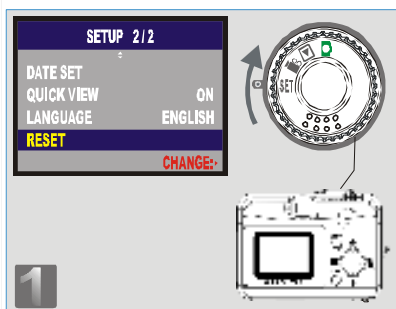 SETUP 2/2
DATE SET
QUICK VIEW ON
LANGUAGE ENGLISH
RESET
CHANGE:
SET
1